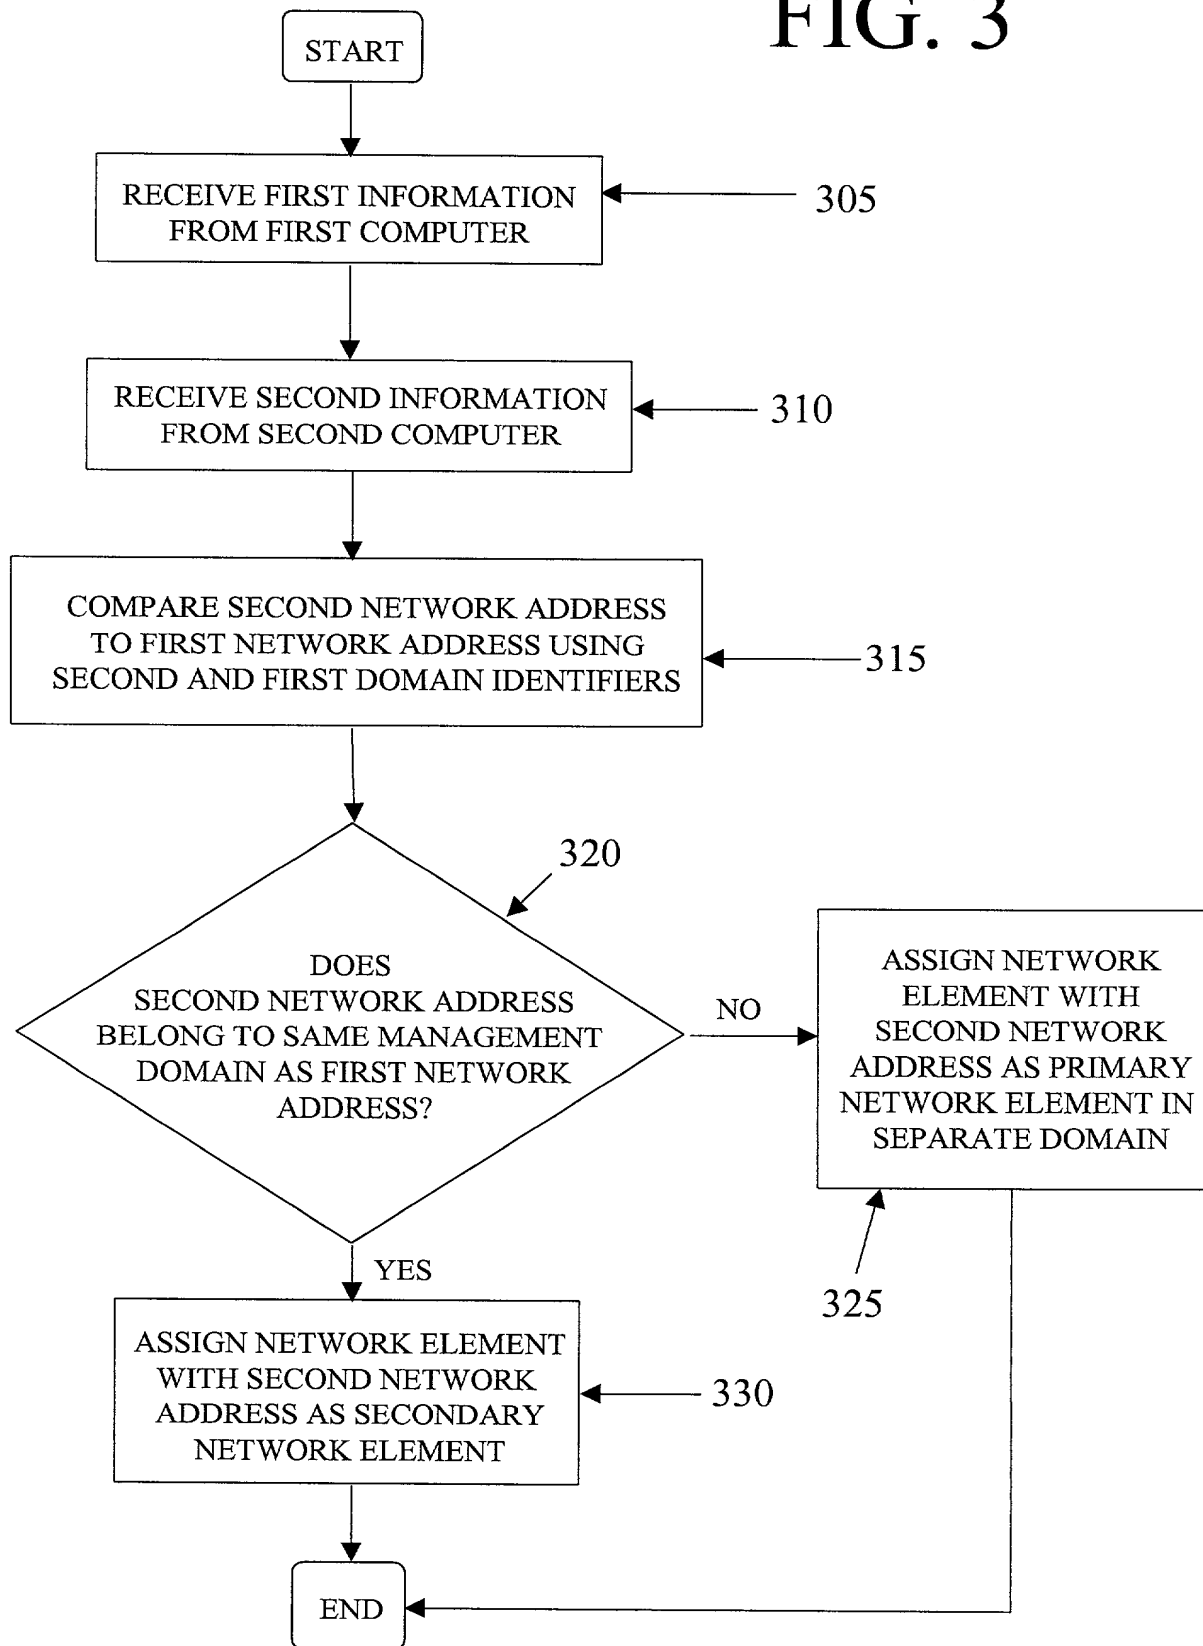 FIG. 3
START
RECEIVE FIRST INFORMATION
FROM FIRST COMPUTER
305
RECEIVE SECOND INFORMATION
FROM SECOND COMPUTER
310
COMPARE SECOND NETWORK ADDRESS
TO FIRST NETWORK ADDRESS USING
SECOND AND FIRST DOMAIN IDENTIFIERS
315
320
DOES
SECOND NETWORK ADDRESS
BELONG TO SAME MANAGEMENT
DOMAIN AS FIRST NETWORK
ADDRESS?
NO
ASSIGN NETWORK
ELEMENT WITH
SECOND NETWORK
ADDRESS AS PRIMARY
NETWORK ELEMENT IN
SEPARATE DOMAIN
325
YES
ASSIGN NETWORK ELEMENT
WITH SECOND NETWORK
ADDRESS AS SECONDARY
NETWORK ELEMENT
330
END